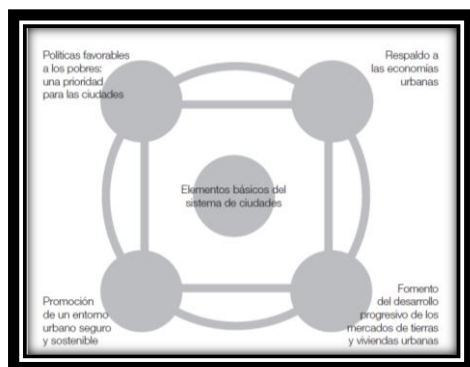 Políticas favorables
a los pobres:
una prioridad
para las ciudades
Respaldo a
las economías
urbanas
Elementos básicos del
sistema de ciudades
Promoción
de un entorno
urbano seguro
y sostenible
Fomento
del desarrollo
progresivo de los
mercados de tierras
y viviendas urbanas